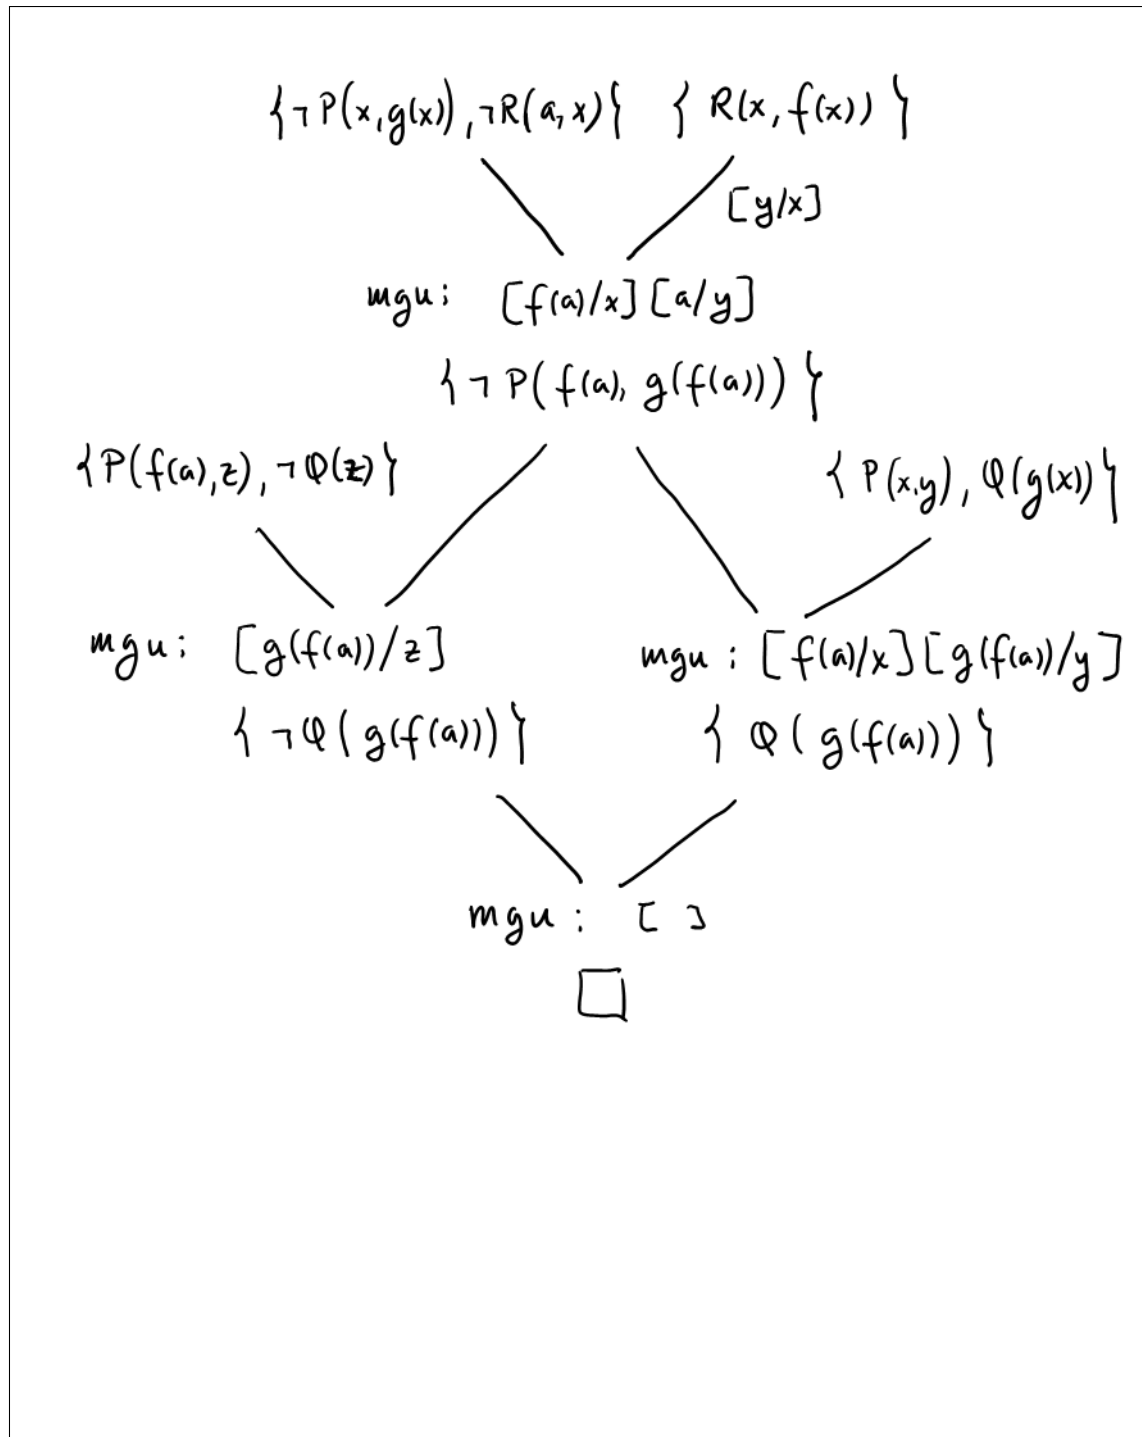 {¬P(x,g(x)),¬R(a,x)} { R(x,f(x)) }
[y/x]
mgu: [f(a)/x][a/y]
{¬P(f(a), g(f(a)))}
{P(f(a),z),¬Q(z)} { P(x,y), Q(g(x))}
mgu: [g(f(a))/z] mgu: [f(a)/x][g(f(a))/y]
{¬Q(g(f(a)))} { Q(g(f(a))) }
mgu: [ ]
□